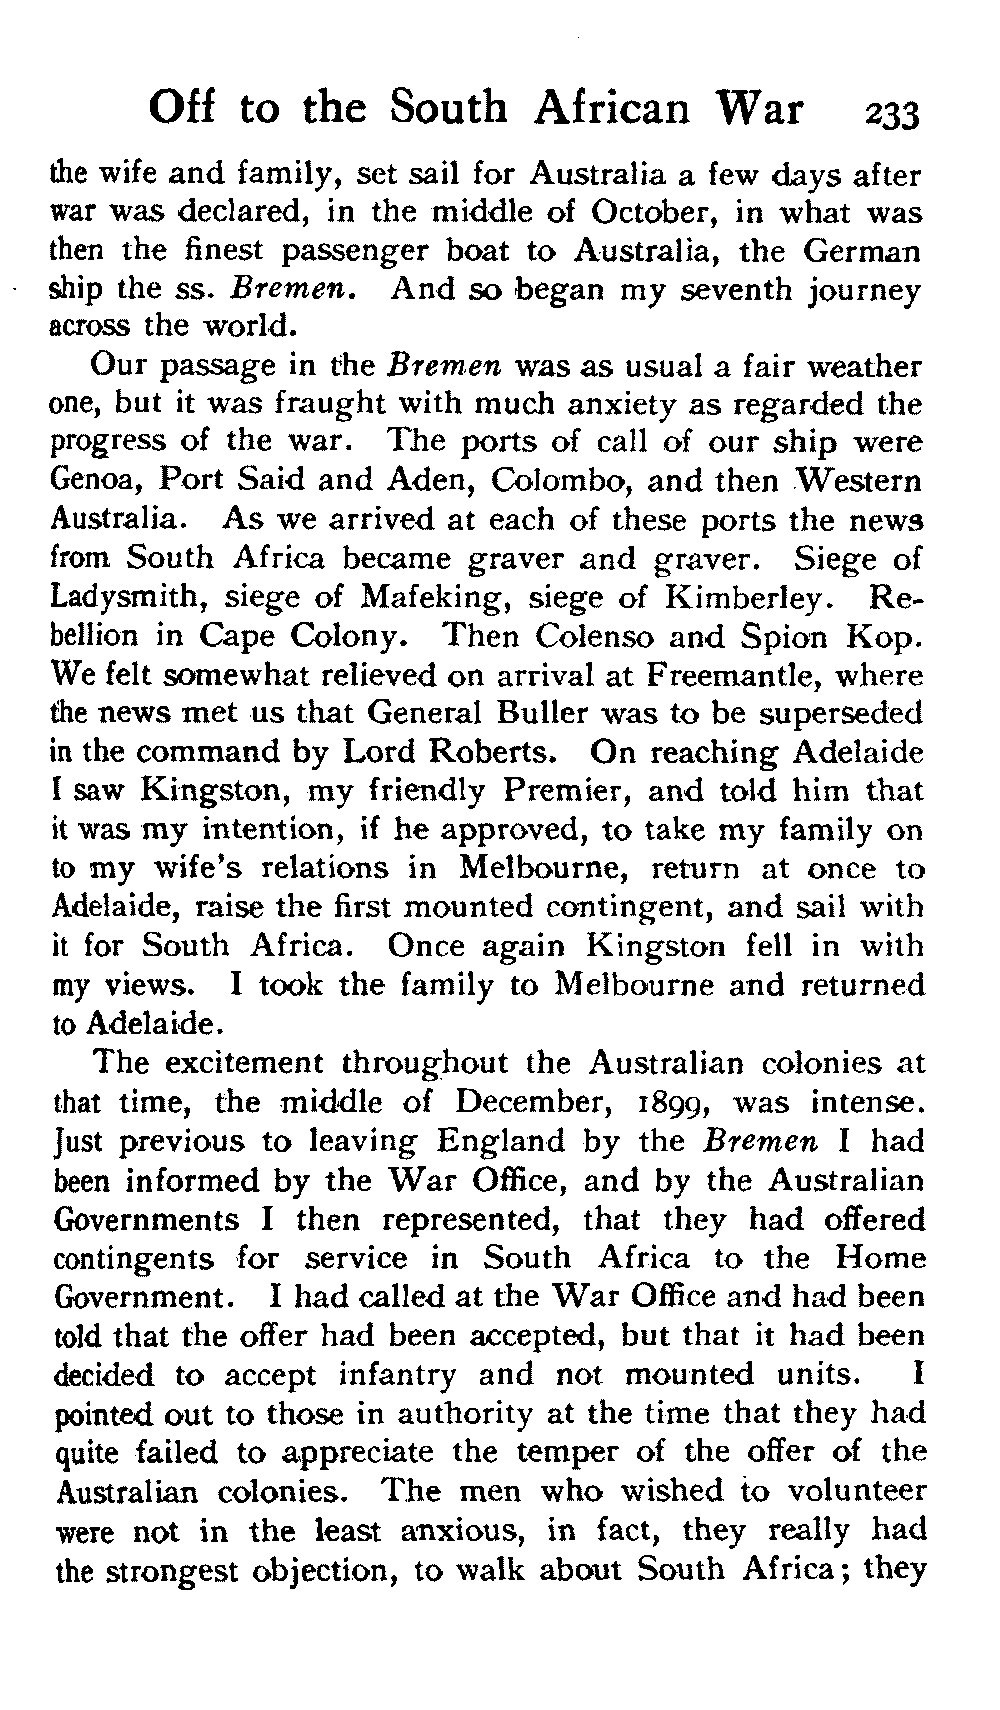 Off to the South African War 233
the wife and family, set sail for Australia a few days after
war was declared, in the middle of October, in what was
then the finest passenger boat to Australia, the German
ship the ss. Bremen. And so began my seventh journey
across the world.
Our passage in the Bremen was as usual a fair weather
one, but it was fraught with much anxiety as regarded the
progress of the war. The ports of call of our ship were
Genoa, Port Said and Aden, Colombo, and then Western
Australia. As we arrived at each of these ports the news
from South Africa became graver and graver. Siege of
Ladysmith, siege of Mafeking, siege of Kimberley. Re-
bellion in Cape Colony. Then Colenso and Spion Kop.
We felt somewhat relieved on arrival at Freemantle, where
the news met us that General Buller was to be superseded
in the command by Lord Roberts. On reaching Adelaide
I saw Kingston, my friendly Premier, and told him that
it was my intention, if he approved, to take my family on
to my wife's relations in Melbourne, return at once to
Adelaide, raise the first mounted contingent, and sail with
it for South Africa. Once again Kingston fell in with
my views. I took the family to Melbourne and returned
to Adelaide.
The excitement throughout the Australian colonies at
that time, the middle of December, 1899, was intense.
Just previous to leaving England by the Bremen I had
been informed by the War Office, and by the Australian
Governments I then represented, that they had offered
contingents for service in South Africa to the Home
Government. I had called at the War Office and had been
told that the offer had been accepted, but that it had been
decided to accept infantry and not mounted units. I
pointed out to those in authority at the time that they had
quite failed to appreciate the temper of the offer of the
Australian colonies. The men who wished to volunteer
were not in the least anxious, in fact, they really had
the strongest objection, to walk about South Africa; they